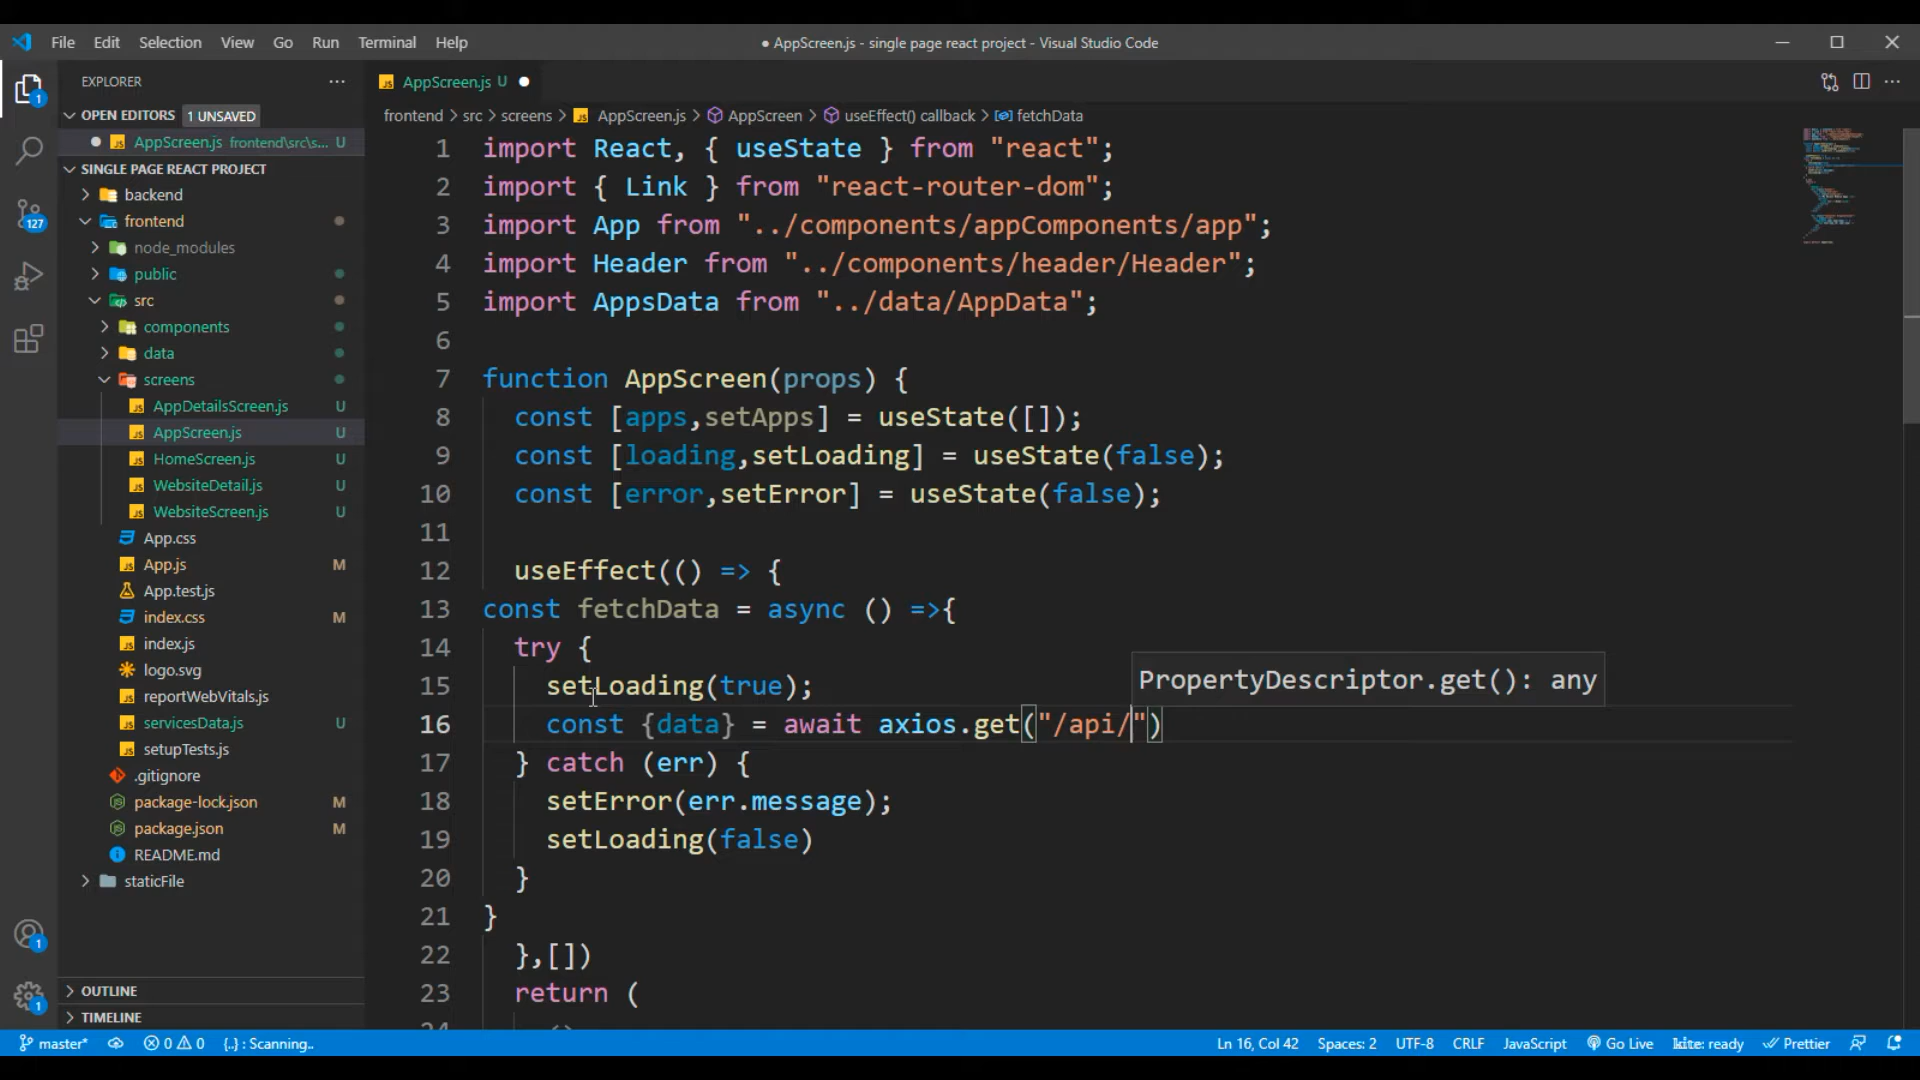 File Edit Selection View Go Run Terminal Help
● AppScreen.js - single page react project - Visual Studio Code
EXPLORER
OPEN EDITORS 1 UNSAVED
AppScreen.js frontend\src\s... U
SINGLE PAGE REACT PROJECT
backend
frontend
node_modules
public
src
components
data
screens
AppDetailsScreen.js U
AppScreen.js U
HomeScreen.js U
WebsiteDetail.js U
WebsiteScreen.js U
App.css
App.js M
App.test.js
index.css M
index.js
logo.svg
reportWebVitals.js
servicesData.js U
setupTests.js
.gitignore
package-lock.json M
package.json M
README.md
staticFile
OUTLINE
TIMELINE
1
127
1
1
AppScreen.js U
frontend > src > screens > AppScreen.js > AppScreen > useEffect() callback > fetchData
1 import React, { useState } from "react";
2 import { Link } from "react-router-dom";
3 import App from "../components/appComponents/app";
4 import Header from "../components/header/Header";
5 import AppsData from "../data/AppData";
6
7 function AppScreen(props) {
8 const [apps,setApps] = useState([]);
9 const [loading,setLoading] = useState(false);
10 const [error,setError] = useState(false);
11
12 useEffect(() => {
13 const fetchData = async () =>{
14 try {
15 setLoading(true);
PropertyDescriptor.get(): any
16 const {data} = await axios.get("/api/")
17 } catch (err) {
18 setError(err.message);
19 setLoading(false)
20 }
21 }
22 },[])
23 return (
24 <>
master* 0 0 {..} : Scanning.. Ln 16, Col 42 Spaces: 2 UTF-8 CRLF JavaScript Go Live kite: ready Prettier